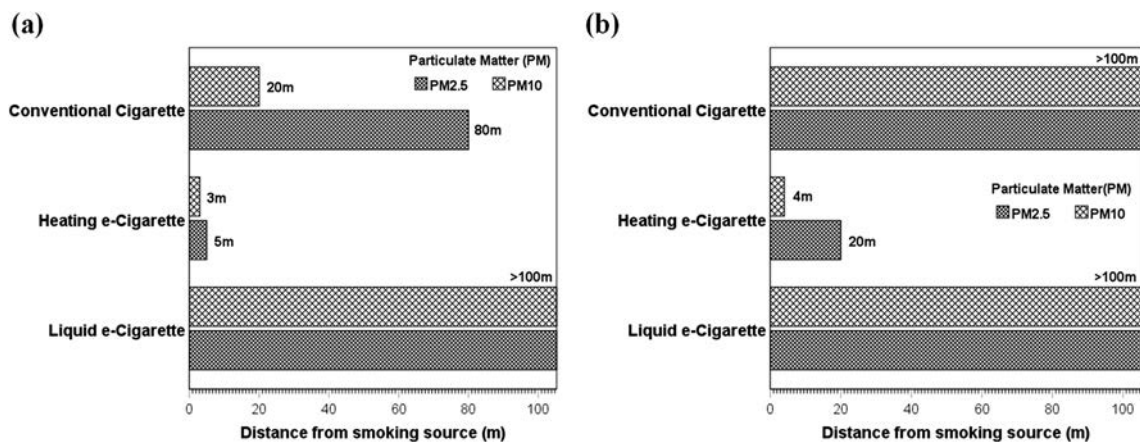 (a)
Particulate Matter (PM)
PM2.5 PM10
Conventional Cigarette
20m
80m
Heating e-Cigarette
3m
5m
>100m
Liquid e-Cigarette
0 20 40 60 80 100
Distance from smoking source (m)
(b)
>100m
Conventional Cigarette
Particulate Matter(PM)
PM2.5 PM10
4m
Heating e-Cigarette
20m
>100m
Liquid e-Cigarette
0 20 40 60 80 100
Distance from smoking source (m)